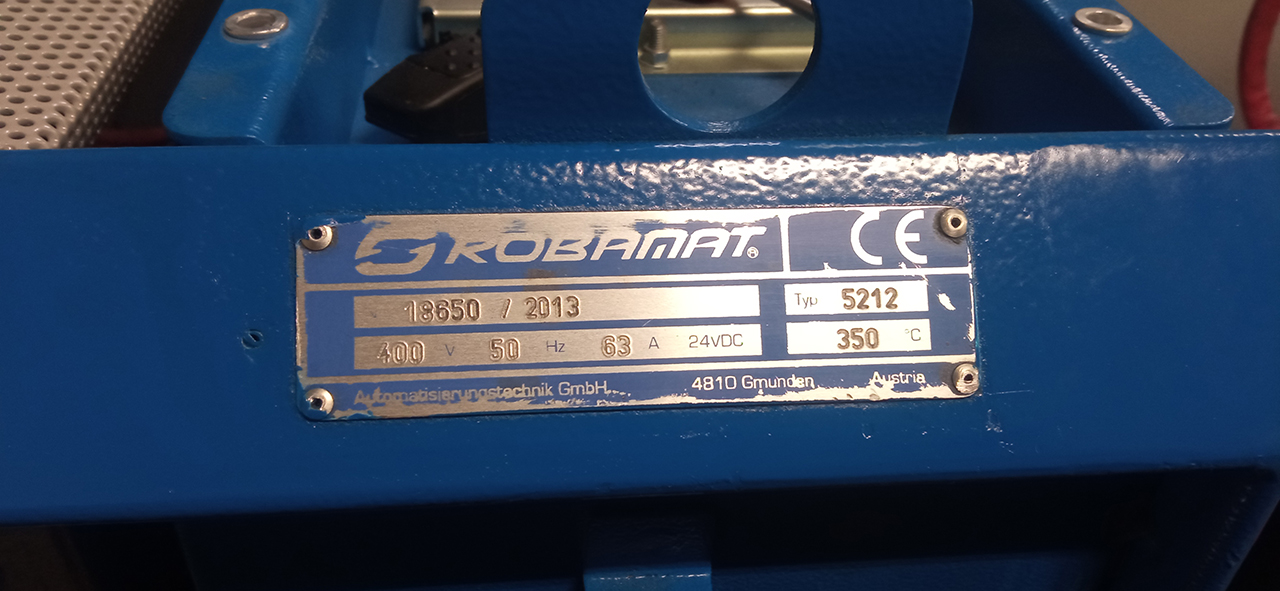 ROBAMAT® CE
18650 / 2013 Typ 5212
400 V 50 Hz 63 A 24VDC 350 °C
Automatisierungstechnik GmbH 4810 Gmunden Austria